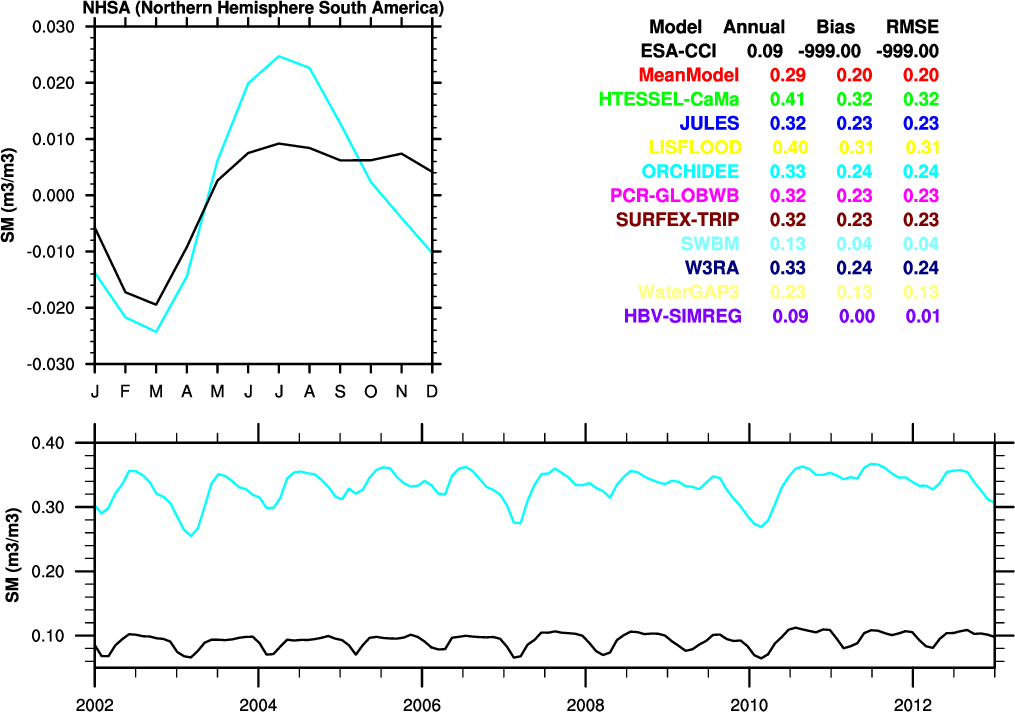 NHSA (Northern Hemisphere South America)
0.030
0.020
0.010
0.000
-0.010
-0.020
-0.030
SM (m3/m3)
J F M A M J J A S O N D
Model Annual Bias RMSE
ESA-CCI 0.09 -999.00 -999.00
MeanModel 0.29 0.20 0.20
HTESSEL-CaMa 0.41 0.32 0.32
JULES 0.32 0.23 0.23
LISFLOOD 0.40 0.31 0.31
ORCHIDEE 0.33 0.24 0.24
PCR-GLOBWB 0.32 0.23 0.23
SURFEX-TRIP 0.32 0.23 0.23
SWBM 0.13 0.04 0.04
W3RA 0.33 0.24 0.24
WaterGAP3 0.23 0.13 0.13
HBV-SIMREG 0.09 0.00 0.01
0.40
0.30
0.20
0.10
SM (m3/m3)
2002 2004 2006 2008 2010 2012